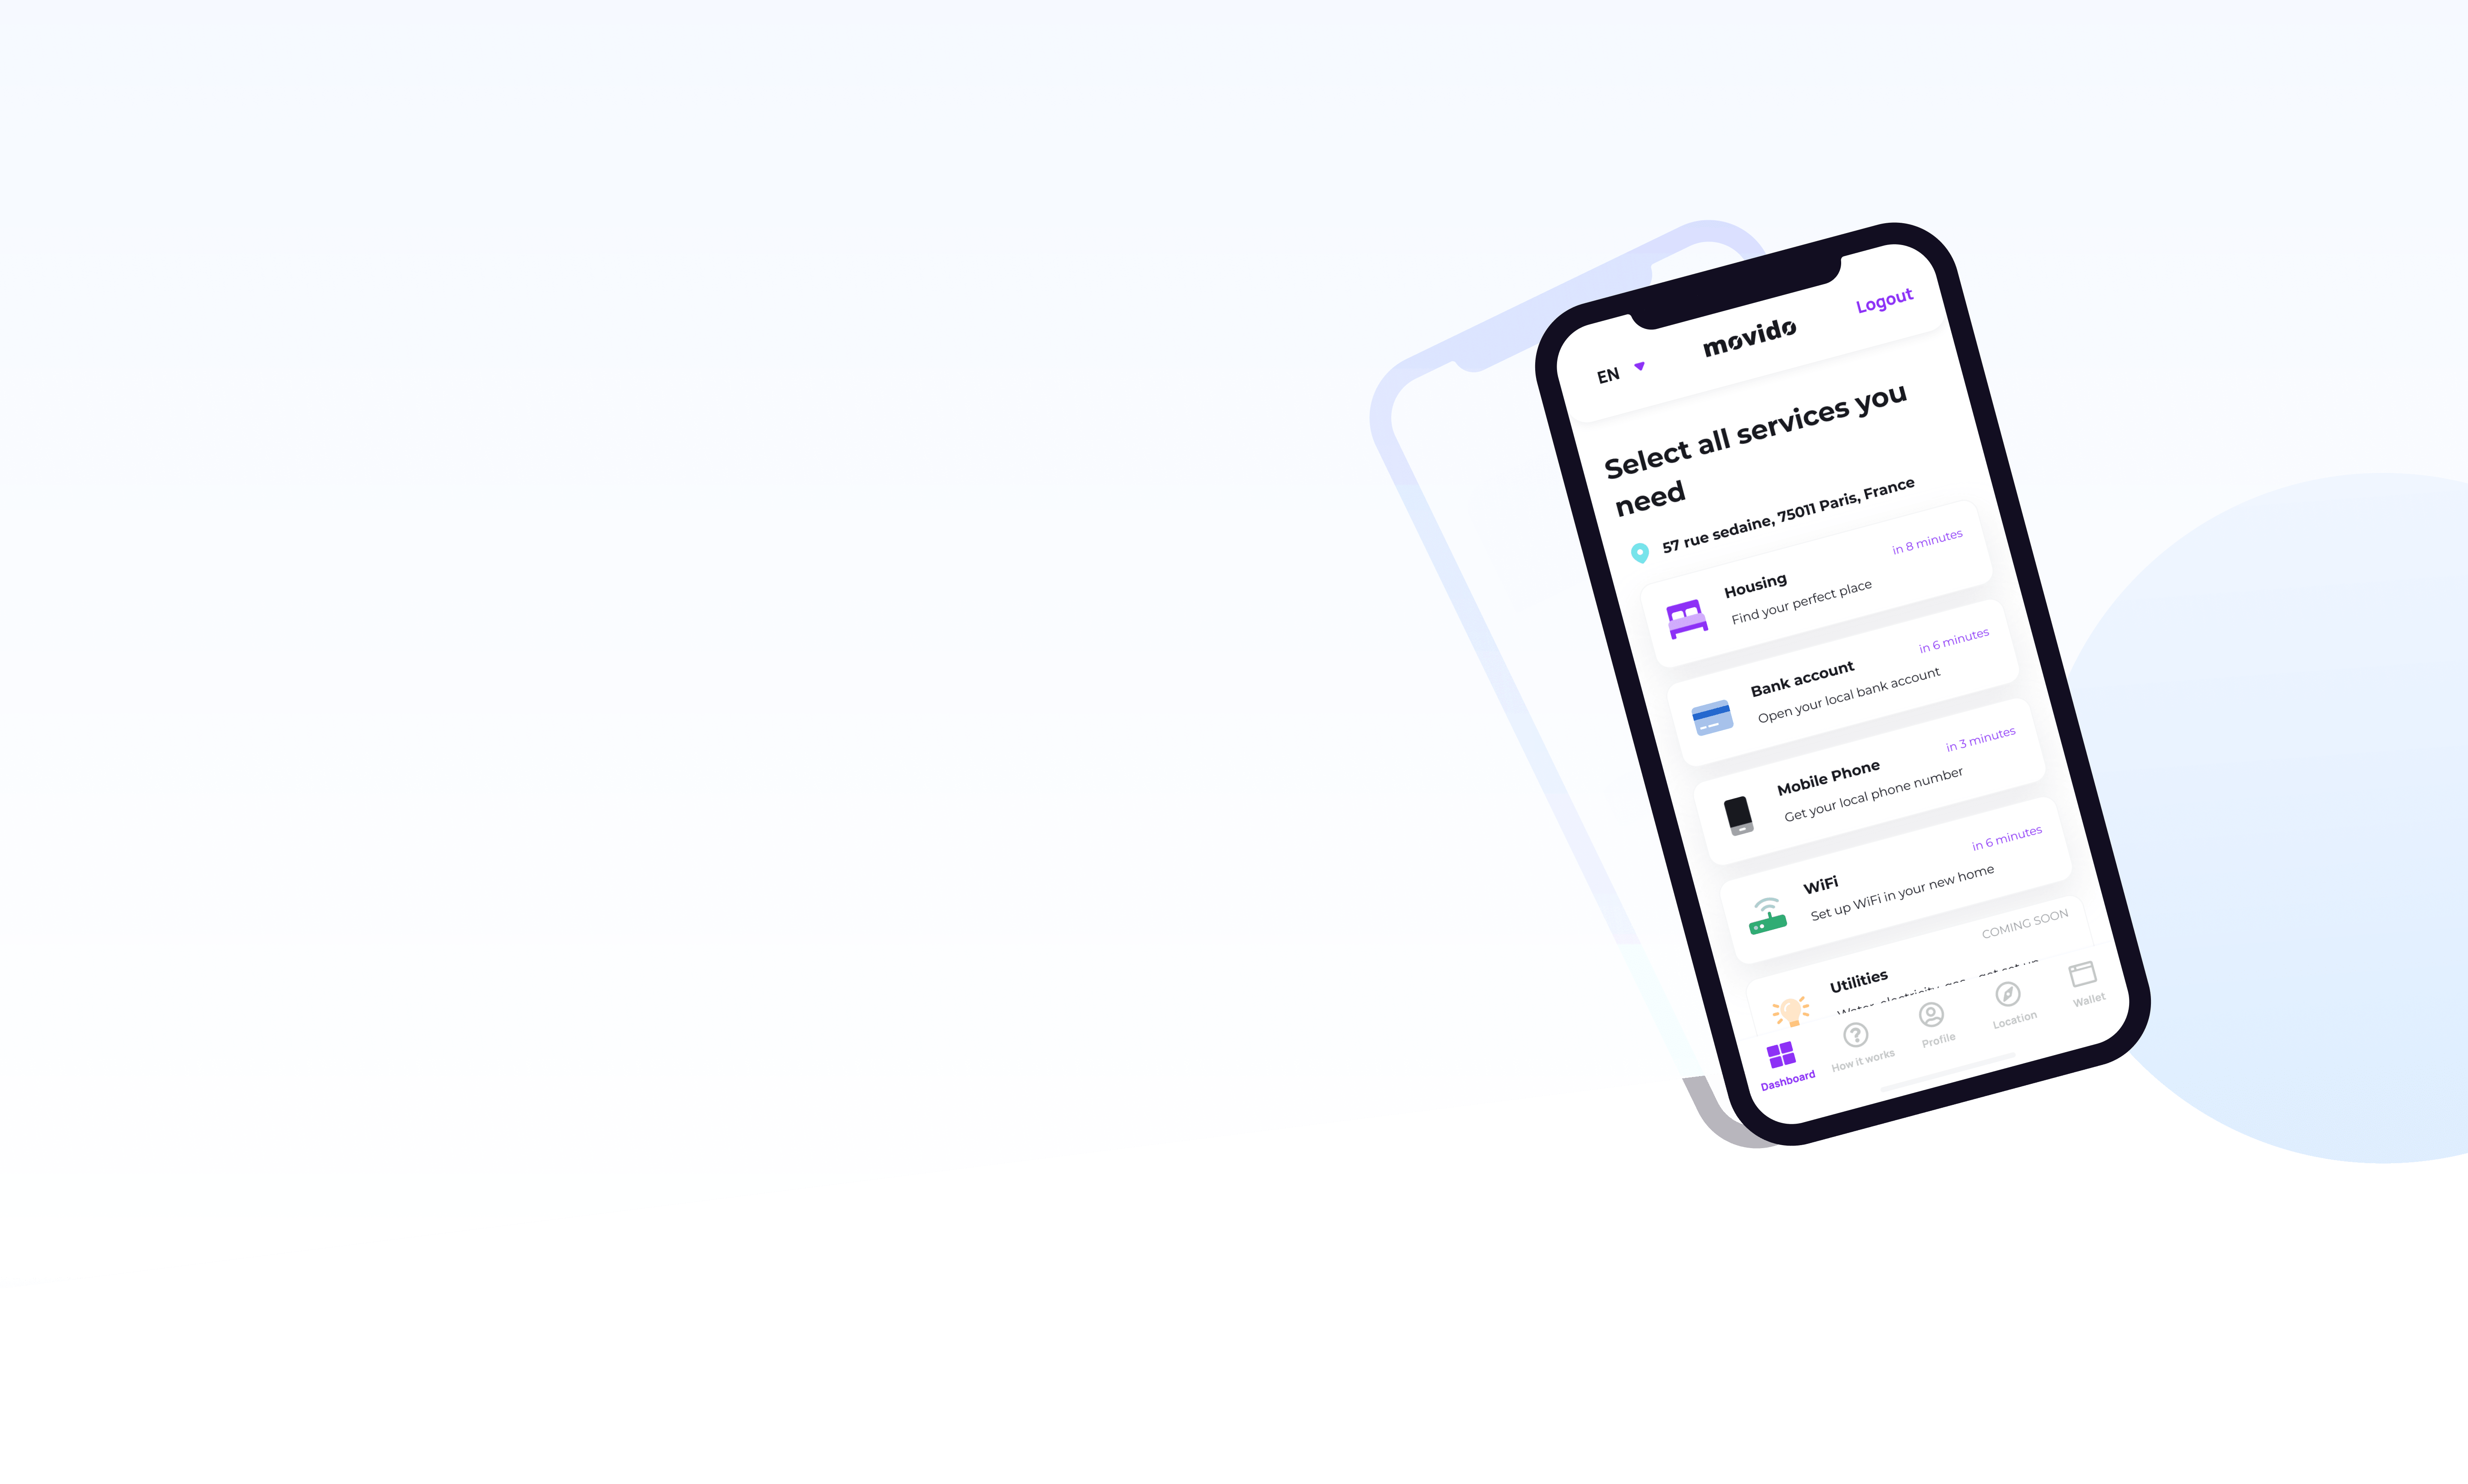 EN
movido
Logout
Select all services you
need
57 rue sedaine, 75011 Paris, France
Housing
in 8 minutes
Find your perfect place
Bank account
in 6 minutes
Open your local bank account
Mobile Phone
in 3 minutes
Get your local phone number
WiFi
in 6 minutes
Set up WiFi in your new home
COMING SOON
Utilities
Dashboard
How it works
Profile
Location
Wallet